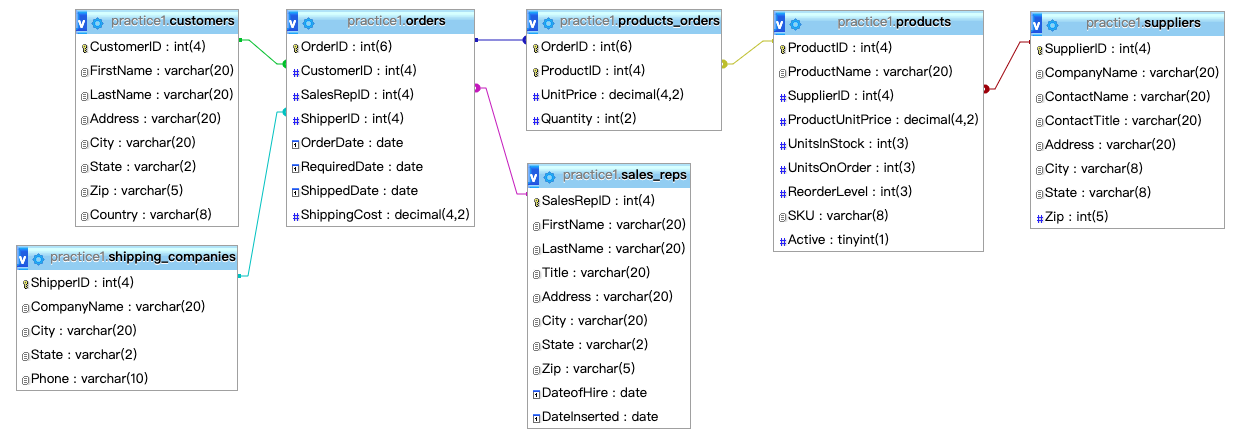 practice1.customers
CustomerID : int(4)
FirstName : varchar(20)
LastName : varchar(20)
Address : varchar(20)
City : varchar(20)
State : varchar(2)
Zip : varchar(5)
Country : varchar(8)
practice1.orders
OrderID : int(6)
CustomerID : int(4)
SalesRepID : int(4)
ShipperID : int(4)
OrderDate : date
RequiredDate : date
ShippedDate : date
ShippingCost : decimal(4,2)
practice1.products_orders
OrderID : int(6)
ProductID : int(4)
UnitPrice : decimal(4,2)
Quantity : int(2)
practice1.products
ProductID : int(4)
ProductName : varchar(20)
SupplierID : int(4)
ProductUnitPrice : decimal(4,2)
UnitsInStock : int(3)
UnitsOnOrder : int(3)
ReorderLevel : int(3)
SKU : varchar(8)
Active : tinyint(1)
practice1.suppliers
SupplierID : int(4)
CompanyName : varchar(20)
ContactName : varchar(20)
ContactTitle : varchar(20)
Address : varchar(20)
City : varchar(8)
State : varchar(8)
Zip : int(5)
practice1.shipping_companies
ShipperID : int(4)
CompanyName : varchar(20)
City : varchar(20)
State : varchar(2)
Phone : varchar(10)
practice1.sales_reps
SalesRepID : int(4)
FirstName : varchar(20)
LastName : varchar(20)
Title : varchar(20)
Address : varchar(20)
City : varchar(20)
State : varchar(2)
Zip : varchar(5)
DateofHire : date
DateInserted : date